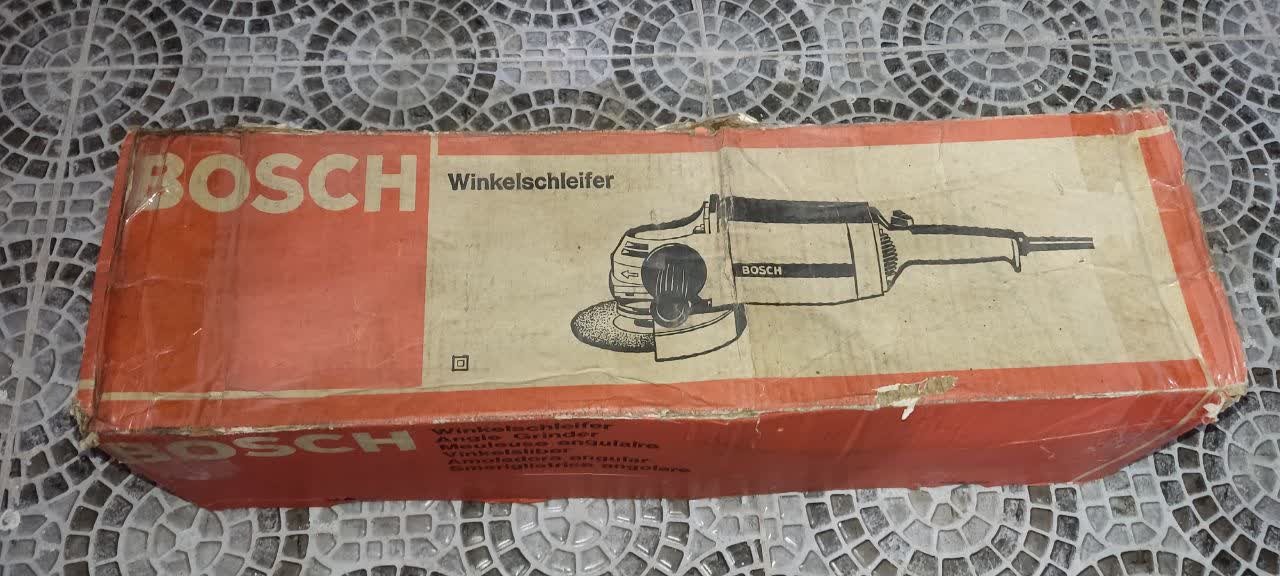 BOSCH
Winkelschleifer
BOSCH
BOSCH
Winkelschleifer
Angle Grinder
Meuleuse angulaire
Vinkelsliber
Amoladora angular
Smerigliatrice angolare